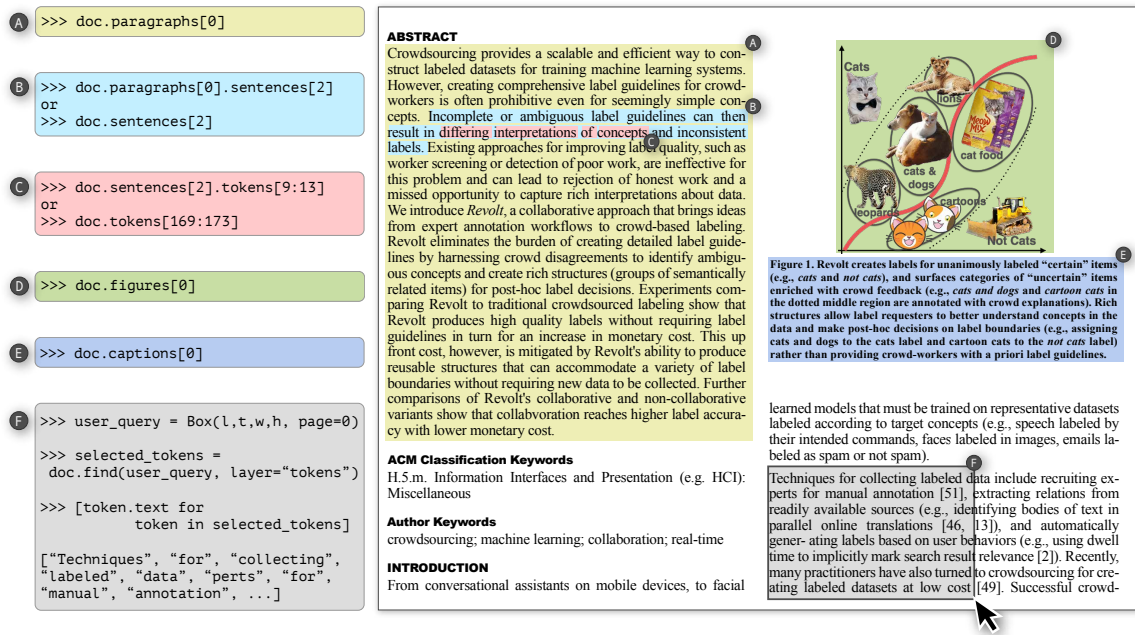 A
>>> doc.paragraphs[0]
B
>>> doc.paragraphs[0].sentences[2]
or
>>> doc.sentences[2]
C
>>> doc.sentences[2].tokens[9:13]
or
>>> doc.tokens[169:173]
D
>>> doc.figures[0]
E
>>> doc.captions[0]
F
>>> user_query = Box(l,t,w,h, page=0)
>>> selected_tokens =
doc.find(user_query, layer=“tokens”)
>>> [token.text for
token in selected_tokens]
[“Techniques”, “for”, “collecting”,
“labeled”, “data”, “perts”, “for”,
“manual”, “annotation”, ...]
ABSTRACT
A
Crowdsourcing provides a scalable and efficient way to con-
struct labeled datasets for training machine learning systems.
However, creating comprehensive label guidelines for crowd-
workers is often prohibitive even for seemingly simple con-
B
cepts. Incomplete or ambiguous label guidelines can then
result in differing interpretations of concepts and inconsistent
C
labels. Existing approaches for improving label quality, such as
worker screening or detection of poor work, are ineffective for
this problem and can lead to rejection of honest work and a
missed opportunity to capture rich interpretations about data.
We introduce Revolt, a collaborative approach that brings ideas
from expert annotation workflows to crowd-based labeling.
Revolt eliminates the burden of creating detailed label guide-
lines by harnessing crowd disagreements to identify ambigu-
ous concepts and create rich structures (groups of semantically
related items) for post-hoc label decisions. Experiments com-
paring Revolt to traditional crowdsourced labeling show that
Revolt produces high quality labels without requiring label
guidelines in turn for an increase in monetary cost. This up
front cost, however, is mitigated by Revolt's ability to produce
reusable structures that can accommodate a variety of label
boundaries without requiring new data to be collected. Further
comparisons of Revolt's collaborative and non-collaborative
variants show that collabvoration reaches higher label accura-
cy with lower monetary cost.
ACM Classification Keywords
H.5.m. Information Interfaces and Presentation (e.g. HCI):
Miscellaneous
Author Keywords
crowdsourcing; machine learning; collaboration; real-time
INTRODUCTION
From conversational assistants on mobile devices, to facial
D
Cats
lions
MEOW MIX
cat food
cats &
dogs
leopards
cartoons
Not Cats
E
Figure 1. Revolt creates labels for unanimously labeled “certain” items
(e.g., cats and not cats), and surfaces categories of “uncertain” items
enriched with crowd feedback (e.g., cats and dogs and cartoon cats in
the dotted middle region are annotated with crowd explanations). Rich
structures allow label requesters to better understand concepts in the
data and make post-hoc decisions on label boundaries (e.g., assigning
cats and dogs to the cats label and cartoon cats to the not cats label)
rather than providing crowd-workers with a priori label guidelines.
learned models that must be trained on representative datasets
labeled according to target concepts (e.g., speech labeled by
their intended commands, faces labeled in images, emails la-
beled as spam or not spam).
F
Techniques for collecting labeled data include recruiting ex-
perts for manual annotation [51], extracting relations from
readily available sources (e.g., identifying bodies of text in
parallel online translations [46, 13]), and automatically
gener- ating labels based on user behaviors (e.g., using dwell
time to implicitly mark search result relevance [2]). Recently,
many practitioners have also turned to crowdsourcing for cre-
ating labeled datasets at low cost [49]. Successful crowd-